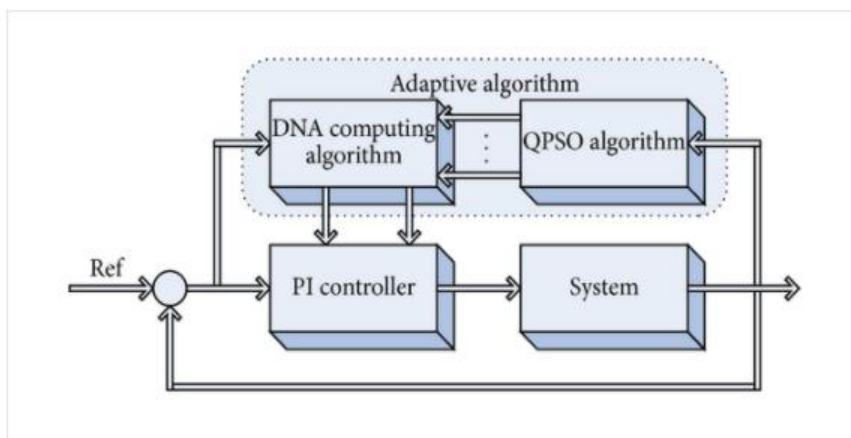 Adaptive algorithm
DNA computing
algorithm
QPSO algorithm
Ref
PI controller
System